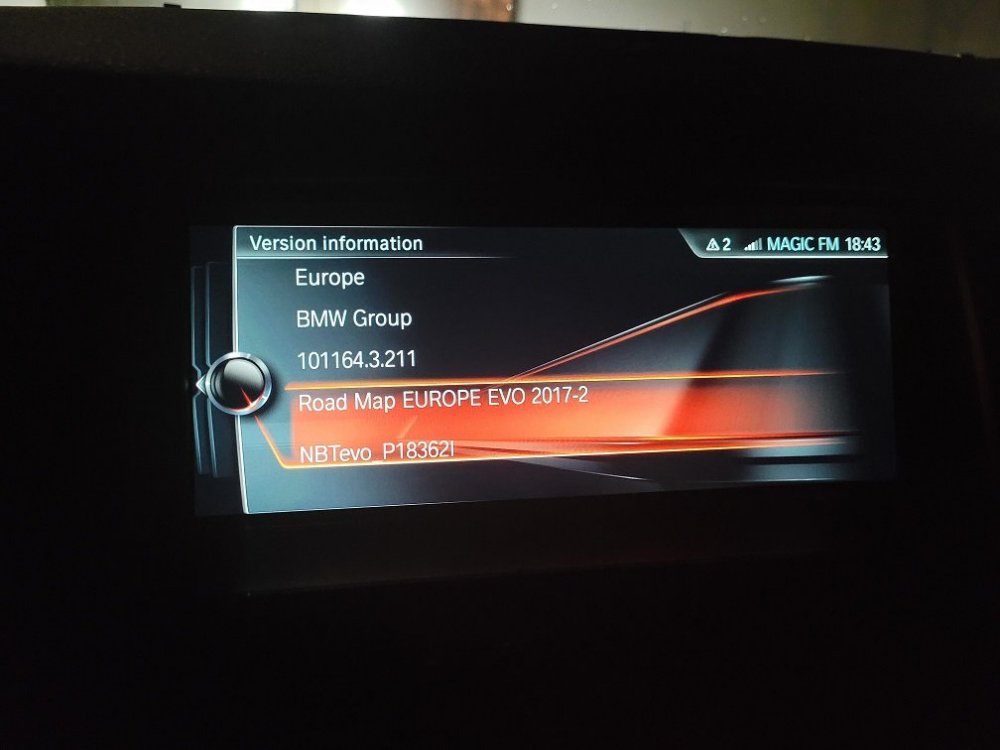 Version information
2 MAGIC FM 18:43
Europe
BMW Group
101164.3.211
Road Map EUROPE EVO 2017-2
NBTevo_P18362I